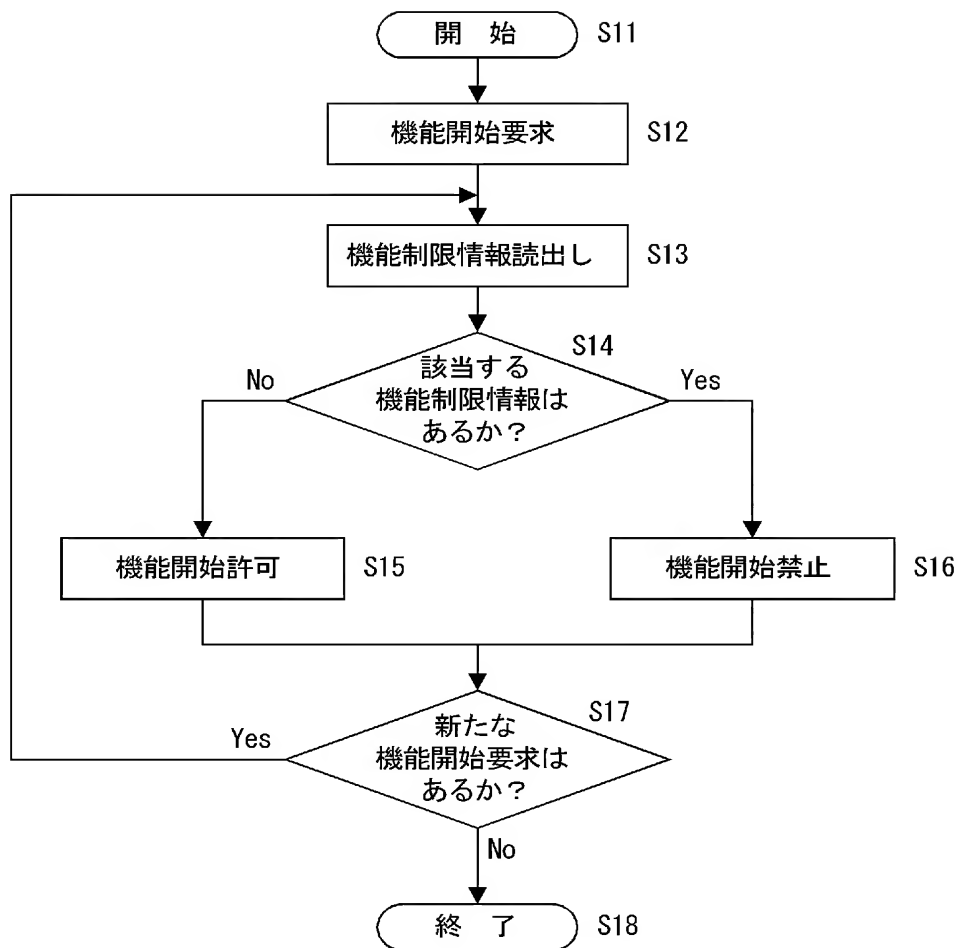 開 始 S11
機能開始要求 S12
機能制限情報読出し S13
S14
該当する
機能制限情報は
あるか？
No
Yes
機能開始許可 S15
機能開始禁止 S16
S17
新たな
機能開始要求は
あるか？
Yes
No
終 了 S18